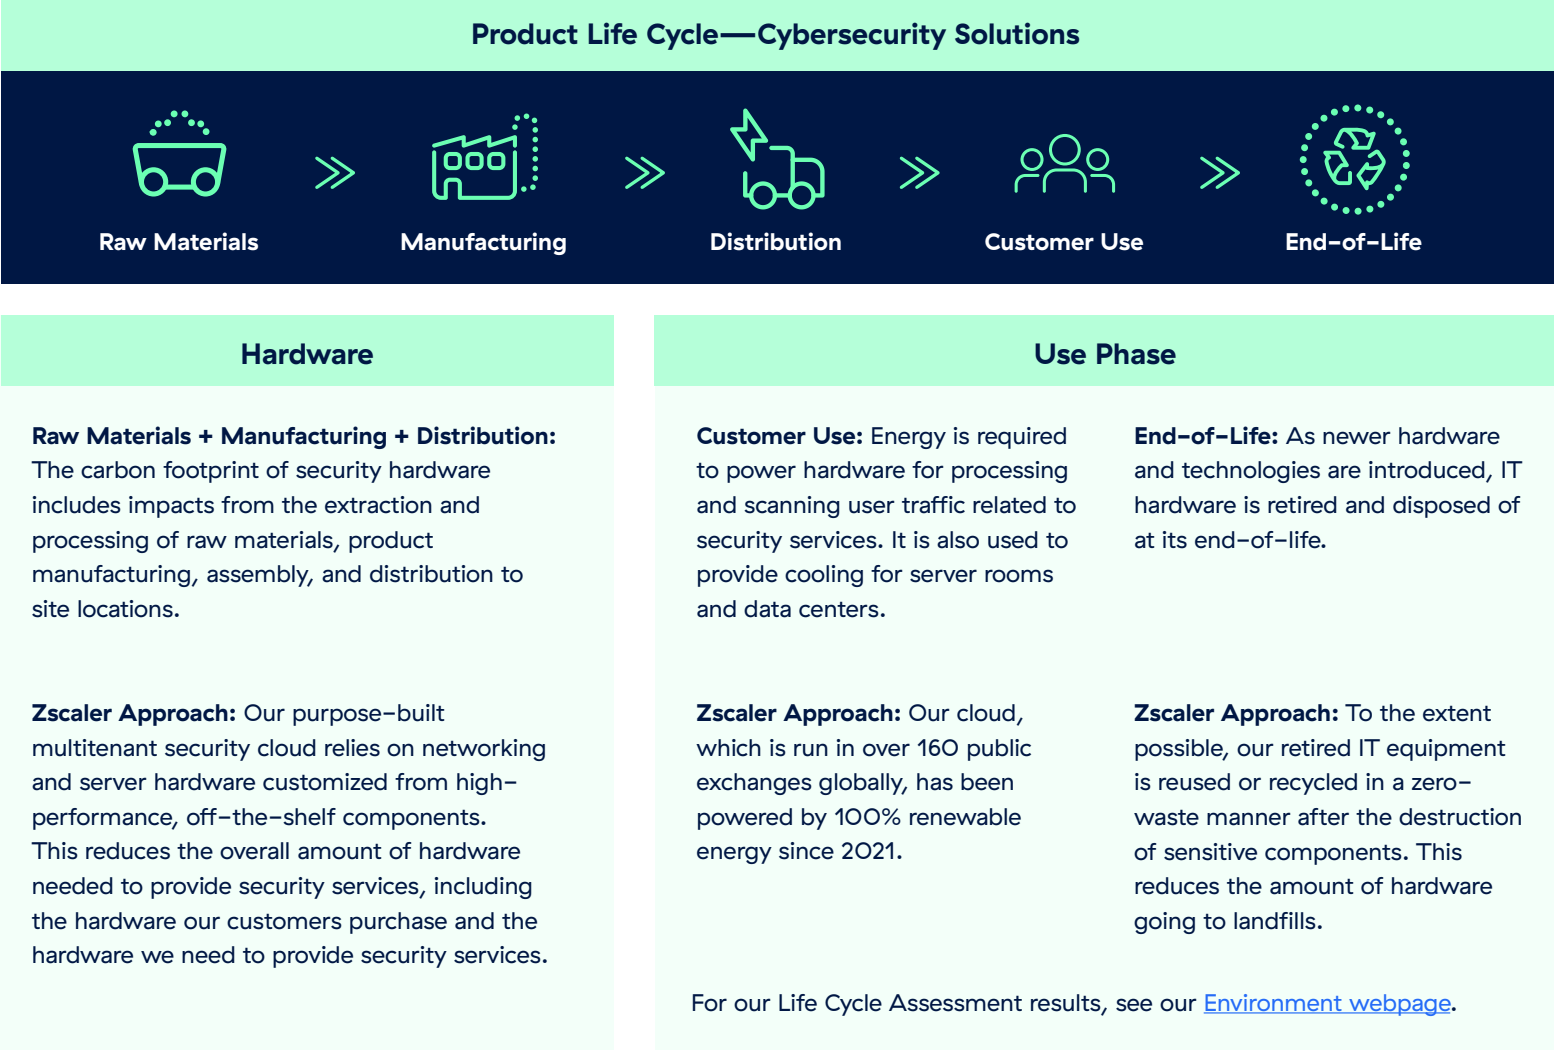 Product Life Cycle—Cybersecurity Solutions
Raw Materials
Manufacturing
Distribution
Customer Use
End-of-Life
Hardware
Raw Materials + Manufacturing + Distribution:
The carbon footprint of security hardware
includes impacts from the extraction and
processing of raw materials, product
manufacturing, assembly, and distribution to
site locations.
Zscaler Approach: Our purpose-built
multitenant security cloud relies on networking
and server hardware customized from high-
performance, off-the-shelf components.
This reduces the overall amount of hardware
needed to provide security services, including
the hardware our customers purchase and the
hardware we need to provide security services.
Use Phase
Customer Use: Energy is required
to power hardware for processing
and scanning user traffic related to
security services. It is also used to
provide cooling for server rooms
and data centers.
End-of-Life: As newer hardware
and technologies are introduced, IT
hardware is retired and disposed of
at its end-of-life.
Zscaler Approach: Our cloud,
which is run in over 160 public
exchanges globally, has been
powered by 100% renewable
energy since 2021.
Zscaler Approach: To the extent
possible, our retired IT equipment
is reused or recycled in a zero-
waste manner after the destruction
of sensitive components. This
reduces the amount of hardware
going to landfills.
For our Life Cycle Assessment results, see our Environment webpage.